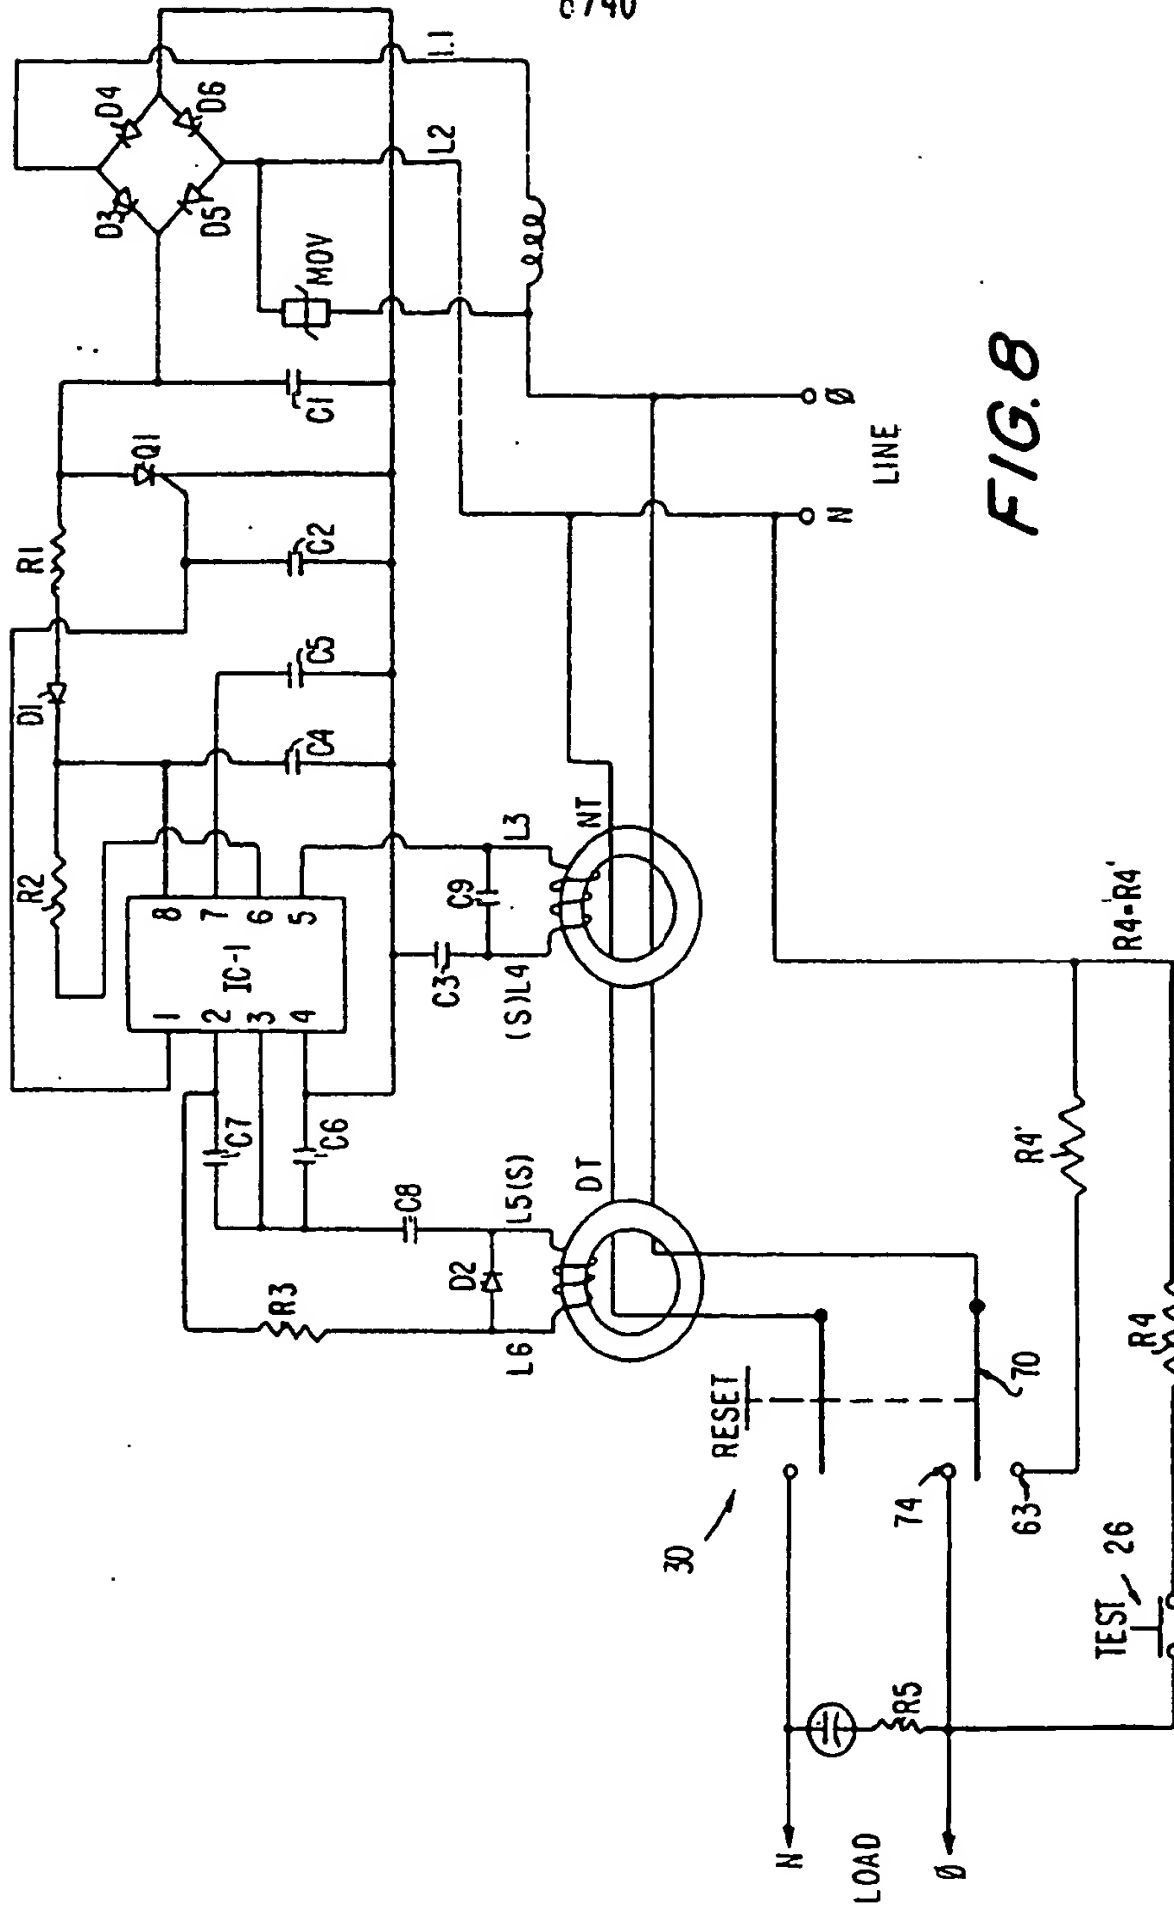 D4
D6
D3
D5
L1
L2
MOV
C1
Q1
R1
C2
C5
D1
C4
R2
8
7
6
5
IC-1
1
2
3
4
L3
C9
C3
(S)L4
NT
C7
C6
C8
L5(S)
D2
R3
L6
DT
Ø
LINE
N
FIG. 8
R4=R4'
R4'
R4
RESET
30
70
74
63
TEST 26
R5
N
LOAD
Ø